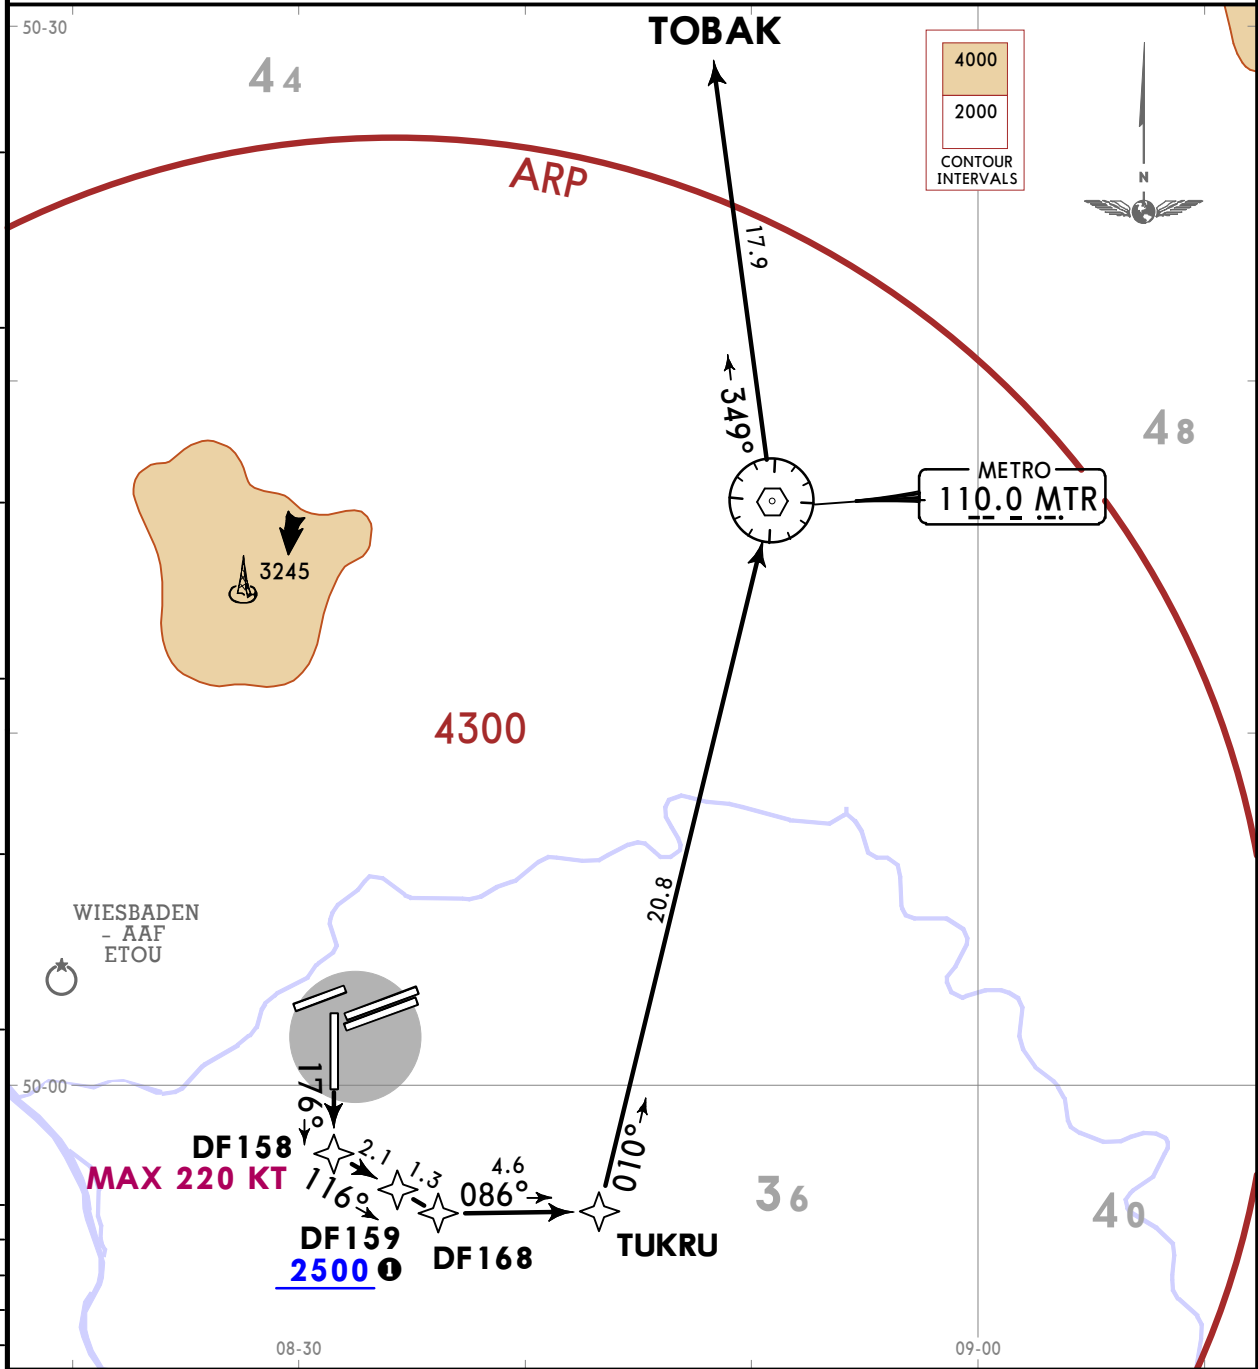 50-30
TOBAK
44
4000
2000
CONTOUR
INTERVALS
N
ARP
17.9
349°
48
METRO
110.0 MTR
3245
4300
20.8
WIESBADEN
- AAF
ETOU
50-00
176°
010°
DF158
MAX 220 KT
2.1
116°
1.3
4.6
086°
36
40
DF159
2500 1
DF168
TUKRU
08-30
09-00